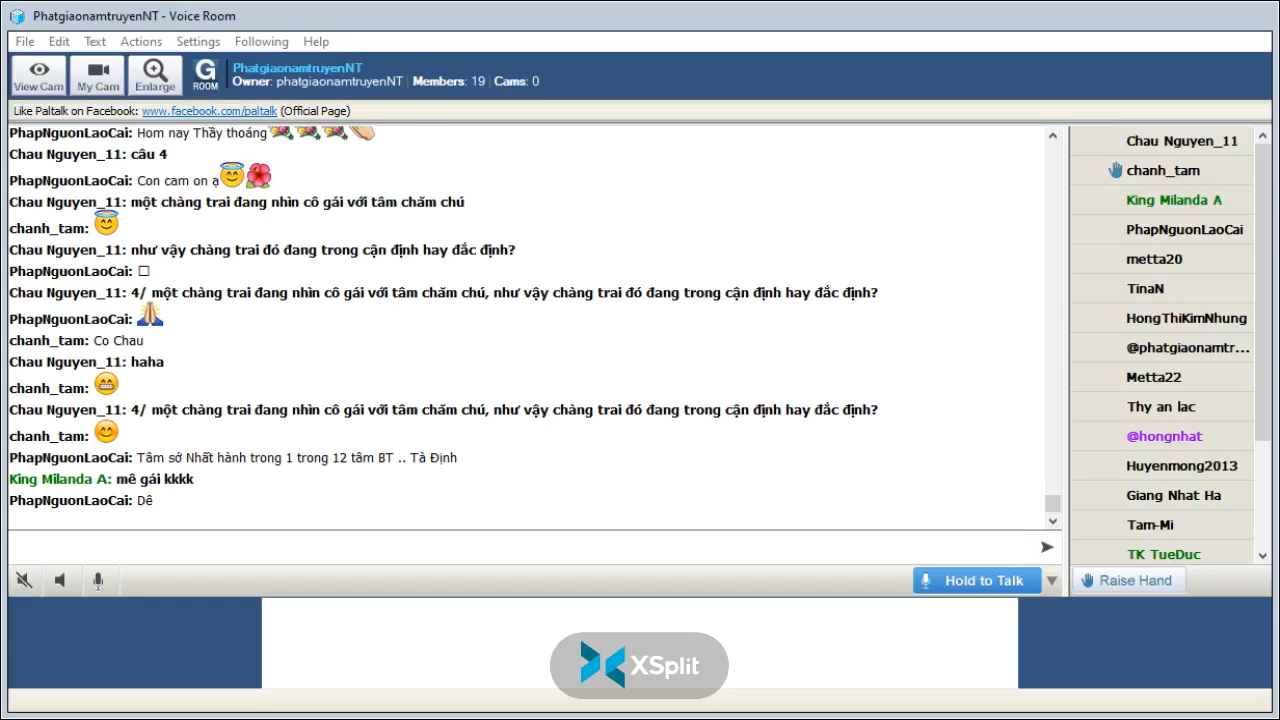 PhatgiaonamtruyenNT - Voice Room
File Edit Text Actions Settings Following Help
View Cam My Cam Enlarge G ROOM
PhatgiaonamtruyenNT
Owner: phatgiaonamtruyenNT Members: 19 Cams: 0
Like Paltalk on Facebook: www.facebook.com/paltalk (Official Page)
PhapNguonLaoCai: Hom nay Thầy thoáng
Chau Nguyen_11: câu 4
PhapNguonLaoCai: Con cam on ạ
Chau Nguyen_11: một chàng trai đang nhìn cô gái với tâm chăm chú
chanh_tam:
Chau Nguyen_11: như vậy chàng trai đó đang trong cận định hay đắc định?
PhapNguonLaoCai: □
Chau Nguyen_11: 4/ một chàng trai đang nhìn cô gái với tâm chăm chú, như vậy chàng trai đó đang trong cận định hay đắc định?
PhapNguonLaoCai:
chanh_tam: Co Chau
Chau Nguyen_11: haha
chanh_tam:
Chau Nguyen_11: 4/ một chàng trai đang nhìn cô gái với tâm chăm chú, như vậy chàng trai đó đang trong cận định hay đắc định?
chanh_tam:
PhapNguonLaoCai: Tâm sở Nhất hành trong 1 trong 12 tâm BT .. Tà Định
King Milanda A: mê gái kkkk
PhapNguonLaoCai: Dê
Chau Nguyen_11
chanh_tam
King Milanda A
PhapNguonLaoCai
metta20
TinaN
HongThiKimNhung
@phatgiaonamtr...
Metta22
Thy an lac
@hongnhat
Huyenmong2013
Giang Nhat Ha
Tam-Mi
TK TueDuc
Hold to Talk
Raise Hand
XSplit